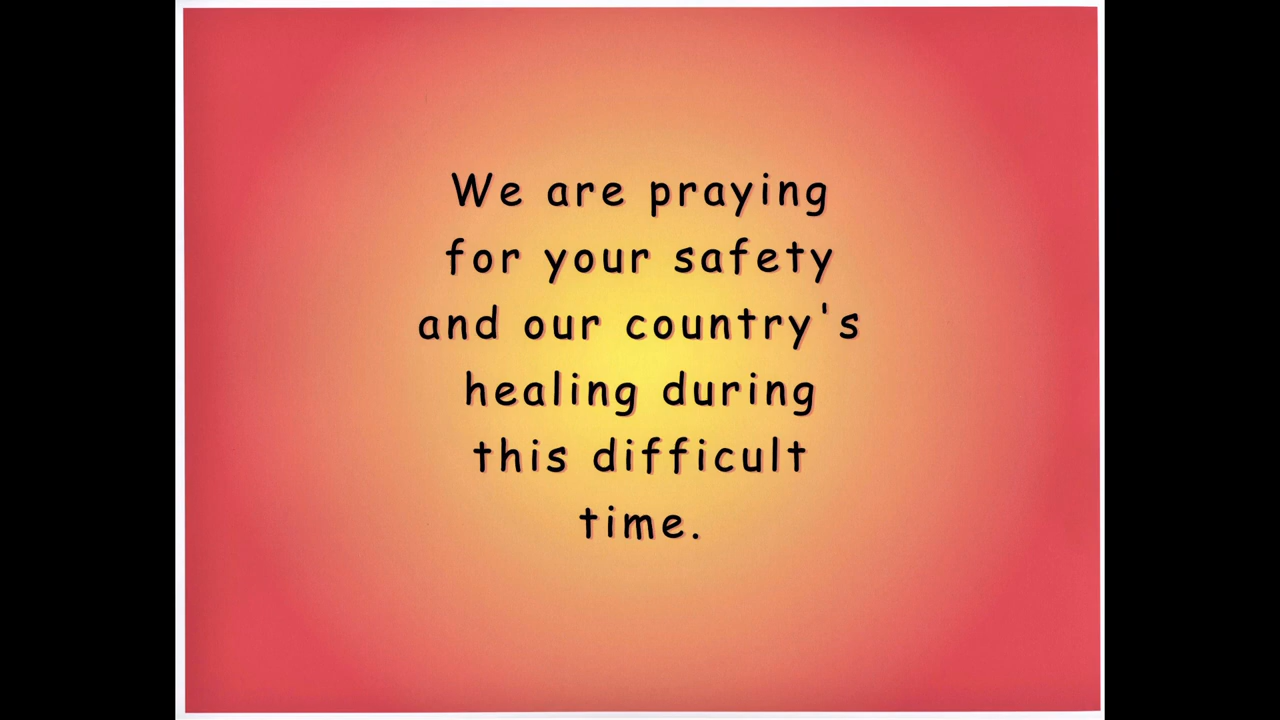 We are praying
for your safety
and our country's
healing during
this difficult
time.